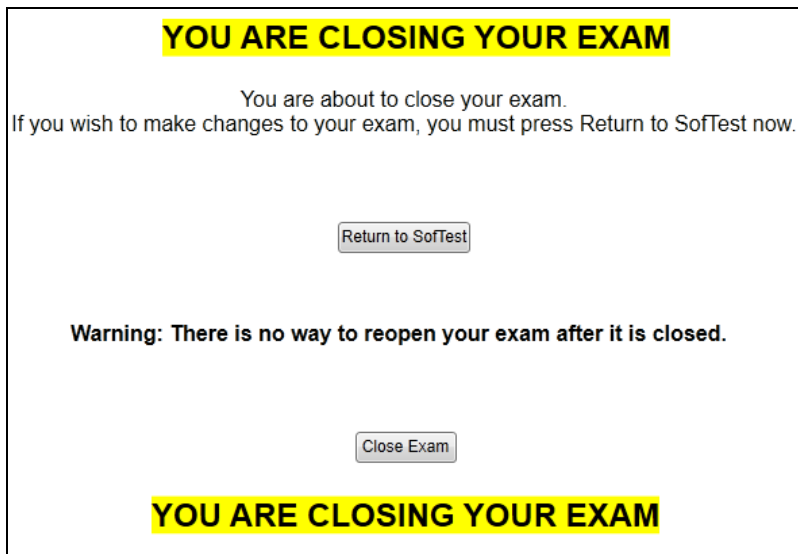 YOU ARE CLOSING YOUR EXAM
You are about to close your exam.
If you wish to make changes to your exam, you must press Return to SofTest now.
Return to SofTest
Warning: There is no way to reopen your exam after it is closed.
Close Exam
YOU ARE CLOSING YOUR EXAM